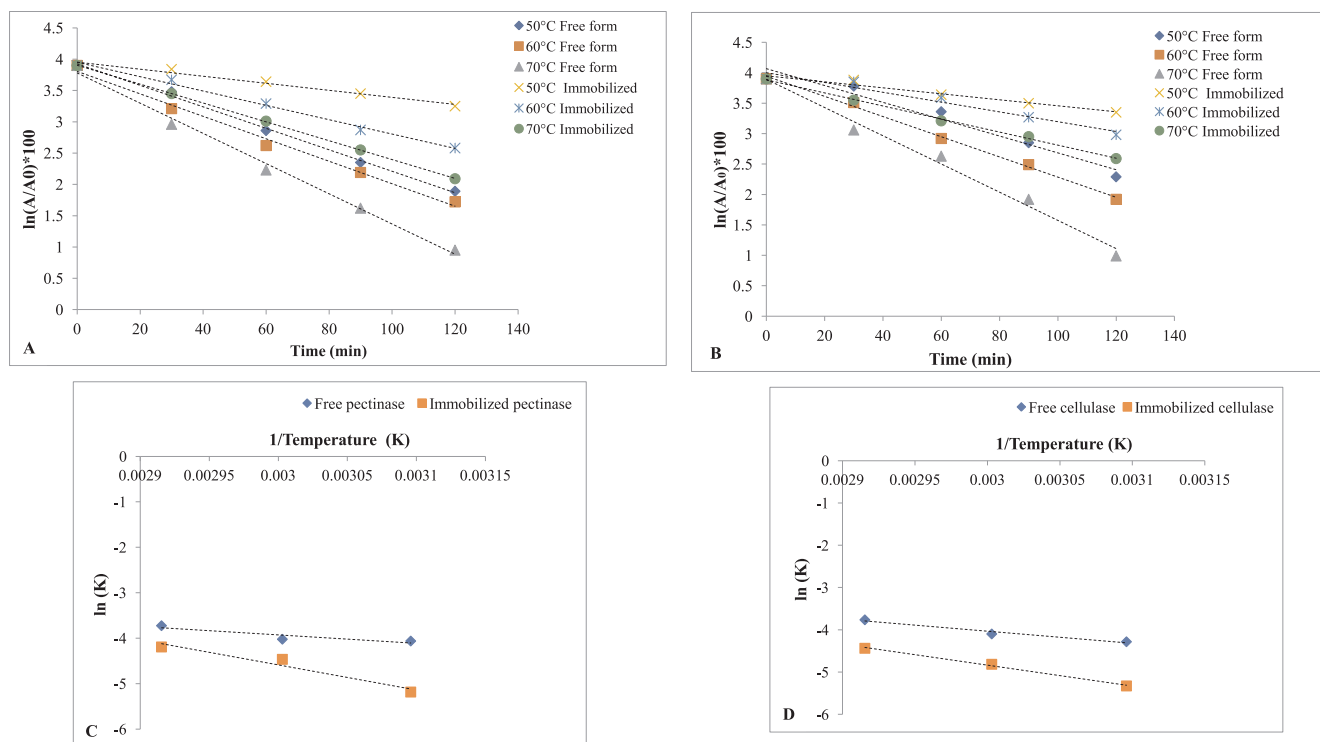 4.5
4
3.5
3
2.5
2
1.5
1
0.5
0
ln(A/A0)*100
0 20 40 60 80 100 120 140
Time (min)
A
50°C Free form
60°C Free form
70°C Free form
50°C Immobilized
60°C Immobilized
70°C Immobilized
4.5
4
3.5
3
2.5
2
1.5
1
0.5
0
ln(A/A₀)*100
0 20 40 60 80 100 120 140
Time (min)
B
50°C Free form
60°C Free form
70°C Free form
50°C Immobilized
60°C Immobilized
70°C Immobilized
Free pectinase Immobilized pectinase
1/Temperature (K)
0.0029 0.00295 0.003 0.00305 0.0031 0.00315
0
-1
-2
-3
-4
-5
-6
ln (K)
C
Free cellulase Immobilized cellulase
1/Temperature (K)
0.0029 0.00295 0.003 0.00305 0.0031 0.00315
0
-1
-2
-3
-4
-5
-6
ln (K)
D